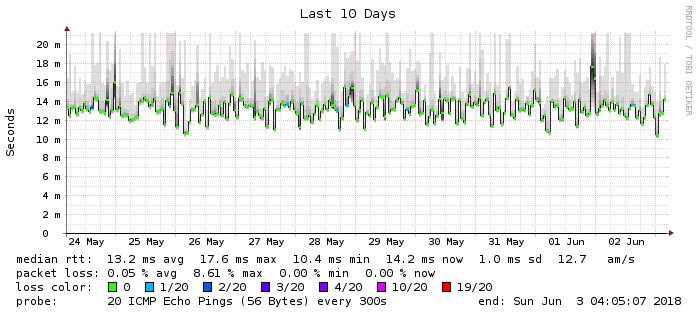 Last 10 Days
RRDTOOL / TOBI OETIKER
Seconds
20 m
18 m
16 m
14 m
12 m
10 m
8 m
6 m
4 m
2 m
0
24 May 25 May 26 May 27 May 28 May 29 May 30 May 31 May 01 Jun 02 Jun
median rtt: 13.2 ms avg 17.6 ms max 10.4 ms min 14.2 ms now 1.0 ms sd 12.7 am/s
packet loss: 0.05 % avg 8.61 % max 0.00 % min 0.00 % now
loss color: 0 1/20 2/20 3/20 4/20 10/20 19/20
probe: 20 ICMP Echo Pings (56 Bytes) every 300s end: Sun Jun 3 04:05:07 2018